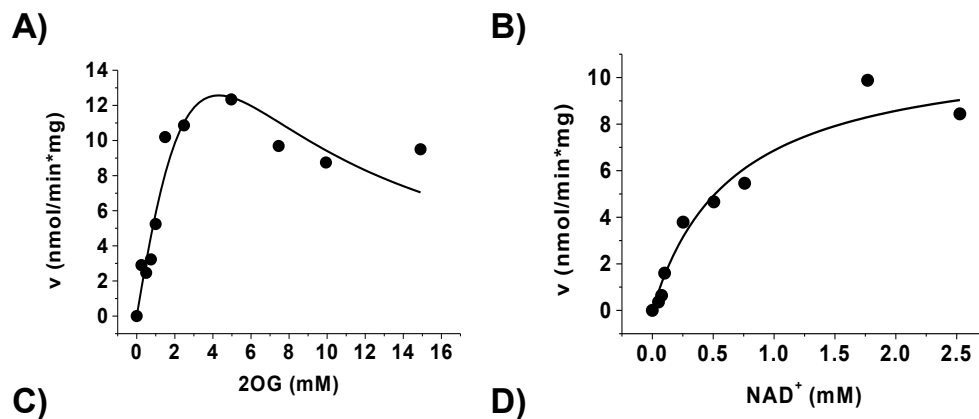 A)
B)
v (nmol/min*mg)
14
12
10
8
6
4
2
0
0 2 4 6 8 10 12 14 16
2OG (mM)
v (nmol/min*mg)
10
8
6
4
2
0
0.0 0.5 1.0 1.5 2.0 2.5
NAD⁺ (mM)
C)
D)